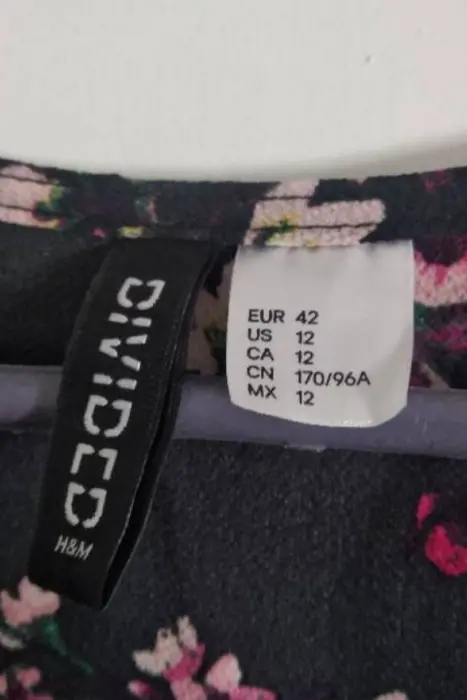 DIVIDED
H&M
EUR 42
US 12
CA 12
CN 170/96A
MX 12